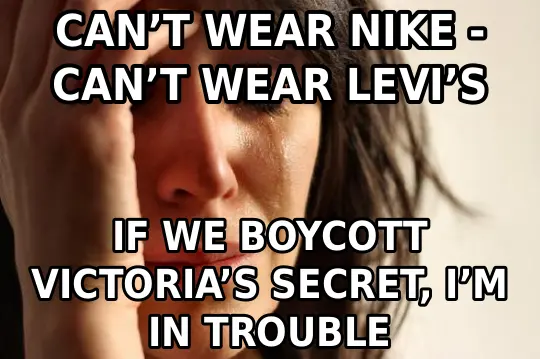 CAN’T WEAR NIKE -
CAN’T WEAR LEVI’S
IF WE BOYCOTT
VICTORIA’S SECRET, I’M
IN TROUBLE